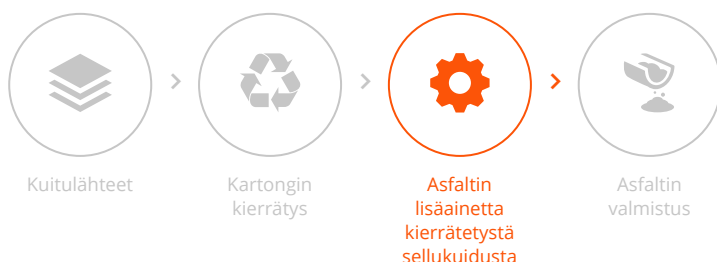 Kuitulähteet
Kartongin
kierrätys
Asfaltin
lisäainetta
kierrätetystä
sellukuidusta
Asfaltin
valmistus